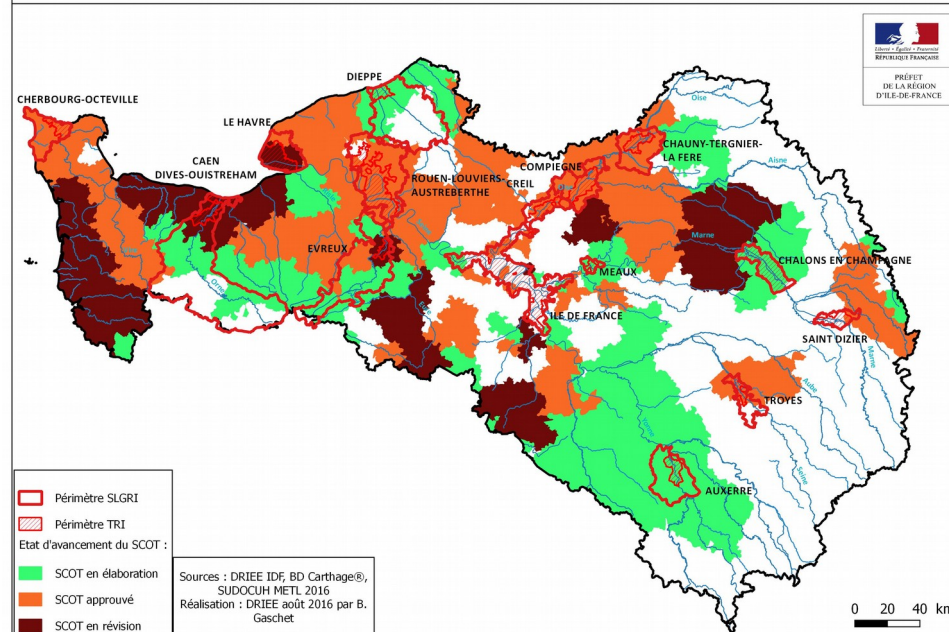 Liberté • Égalité • Fraternité
RÉPUBLIQUE FRANÇAISE
PRÉFET
DE LA RÉGION
D'ILE-DE-FRANCE
DIEPPE
Oise
CHERBOURG-OCTEVILLE
LE HAVRE
CHAUNY-TERGNIER-
LA FERE
CAEN
DIVES-OUISTREHAM
ROUEN-LOUVIERS-
AUSTREBERTHE
COMPIEGNE
CREIL
Aisne
EVREUX
Marne
MEAUX
CHALONS EN CHAMPAGNE
Orne
Eure
ILE DE FRANCE
SAINT DIZIER
Marne
Aube
TROYES
Yonne
Seine
AUXERRE
Périmètre SLGRI
Périmètre TRI
Etat d'avancement du SCOT :
SCOT en élaboration
SCOT approuvé
SCOT en révision
Sources : DRIEE IDF, BD Carthage®,
SUDOCUH METL 2016
Réalisation : DRIEE août 2016 par B.
Gaschet
0 20 40 km